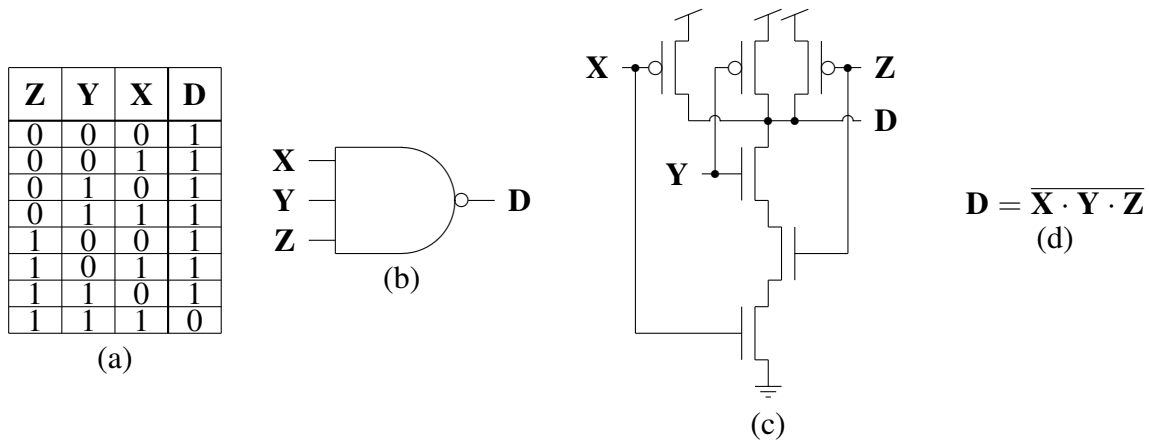 Z Y X D
0 0 0 1
0 0 1 1
0 1 0 1
0 1 1 1
1 0 0 1
1 0 1 1
1 1 0 1
1 1 1 0
(a)
X
Y
Z
D
(b)
X
Z
D
Y
(c)
D = \overline{X · Y · Z}
(d)